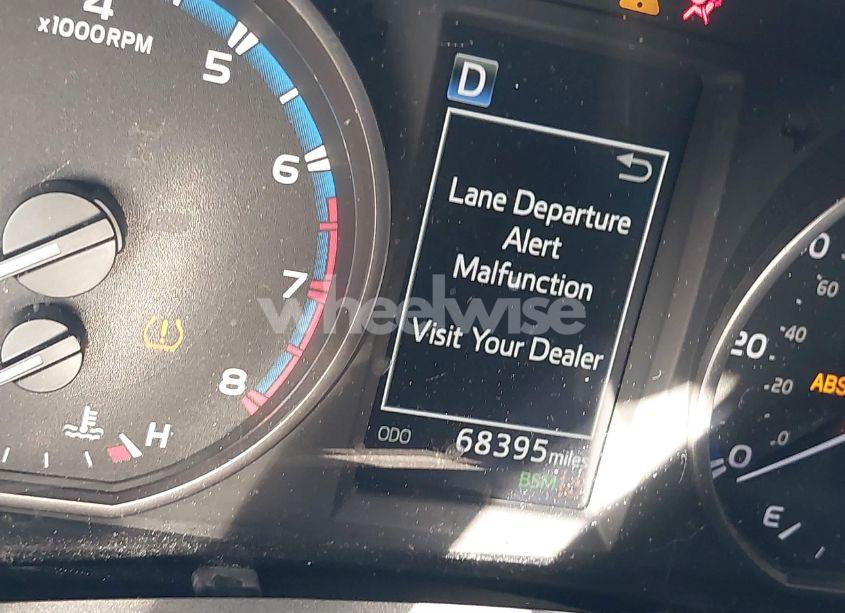 4
x1000RPM
5
6
7
8
H
D
Lane Departure
Alert
Malfunction
Visit Your Dealer
ODO 68395 miles
BSM
wheelwise
60
40
20
20
0
0
ABS
E